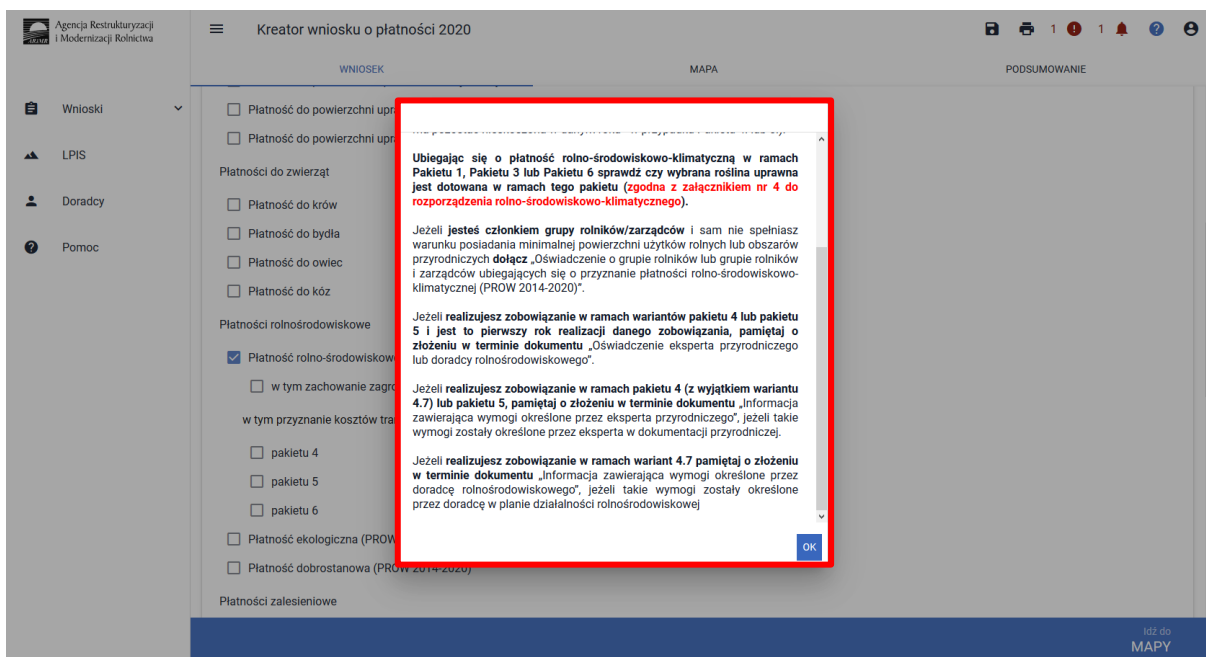 Agencja Restrukturyzacji
i Modernizacji Rolnictwa
ARiMR
Kreator wniosku o płatności 2020
1
1
WNIOSEK
MAPA
PODSUMOWANIE
Wnioski
LPIS
Doradcy
Pomoc
Płatność do powierzchni upr
Płatność do powierzchni upr
Płatności do zwierząt
Płatność do krów
Płatność do bydła
Płatność do owiec
Płatność do kóz
Płatności rolnośrodowiskowe
Płatność rolno-środowiskow
w tym zachowanie zagro
w tym przyznanie kosztów tra
pakietu 4
pakietu 5
pakietu 6
Płatność ekologiczna (PROW
Płatność dobrostanowa (PROW 2014-2020)
Płatności zalesieniowe
Ubiegając się o płatność rolno-środowiskowo-klimatyczną w ramach
Pakietu 1, Pakietu 3 lub Pakietu 6 sprawdź czy wybrana roślina uprawna
jest dotowana w ramach tego pakietu (zgodna z załącznikiem nr 4 do
rozporządzenia rolno-środowiskowo-klimatycznego).
Jeżeli jesteś członkiem grupy rolników/zarządców i sam nie spełniasz
warunku posiadania minimalnej powierzchni użytków rolnych lub obszarów
przyrodniczych dołącz „Oświadczenie o grupie rolników lub grupie rolników
i zarządców ubiegających się o przyznanie płatności rolno-środowiskowo-
klimatycznej (PROW 2014-2020)”.
Jeżeli realizujesz zobowiązanie w ramach wariantów pakietu 4 lub pakietu
5 i jest to pierwszy rok realizacji danego zobowiązania, pamiętaj o
złożeniu w terminie dokumentu „Oświadczenie eksperta przyrodniczego
lub doradcy rolnośrodowiskowego”.
Jeżeli realizujesz zobowiązanie w ramach pakietu 4 (z wyjątkiem wariantu
4.7) lub pakietu 5, pamiętaj o złożeniu w terminie dokumentu „Informacja
zawierająca wymogi określone przez eksperta przyrodniczego”, jeżeli takie
wymogi zostały określone przez eksperta w dokumentacji przyrodniczej.
Jeżeli realizujesz zobowiązanie w ramach wariant 4.7 pamiętaj o złożeniu
w terminie dokumentu „Informacja zawierająca wymogi określone przez
doradcę rolnośrodowiskowego”, jeżeli takie wymogi zostały określone
przez doradcę w planie działalności rolnośrodowiskowej
OK
Idź do
MAPY